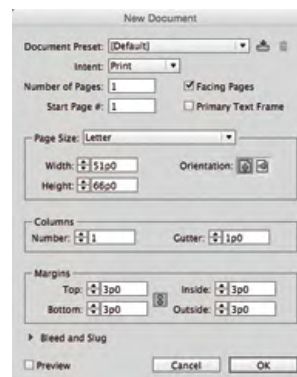 New Document
Document Preset: [Default]
Intent: Print
Number of Pages: 1 Facing Pages
Start Page #: 1 Primary Text Frame
Page Size: Letter
Width: 51p0 Orientation:
Height: 66p0
Columns
Number: 1 Gutter: 1p0
Margins
Top: 3p0 Inside: 3p0
Bottom: 3p0 Outside: 3p0
Bleed and Slug
Preview Cancel OK